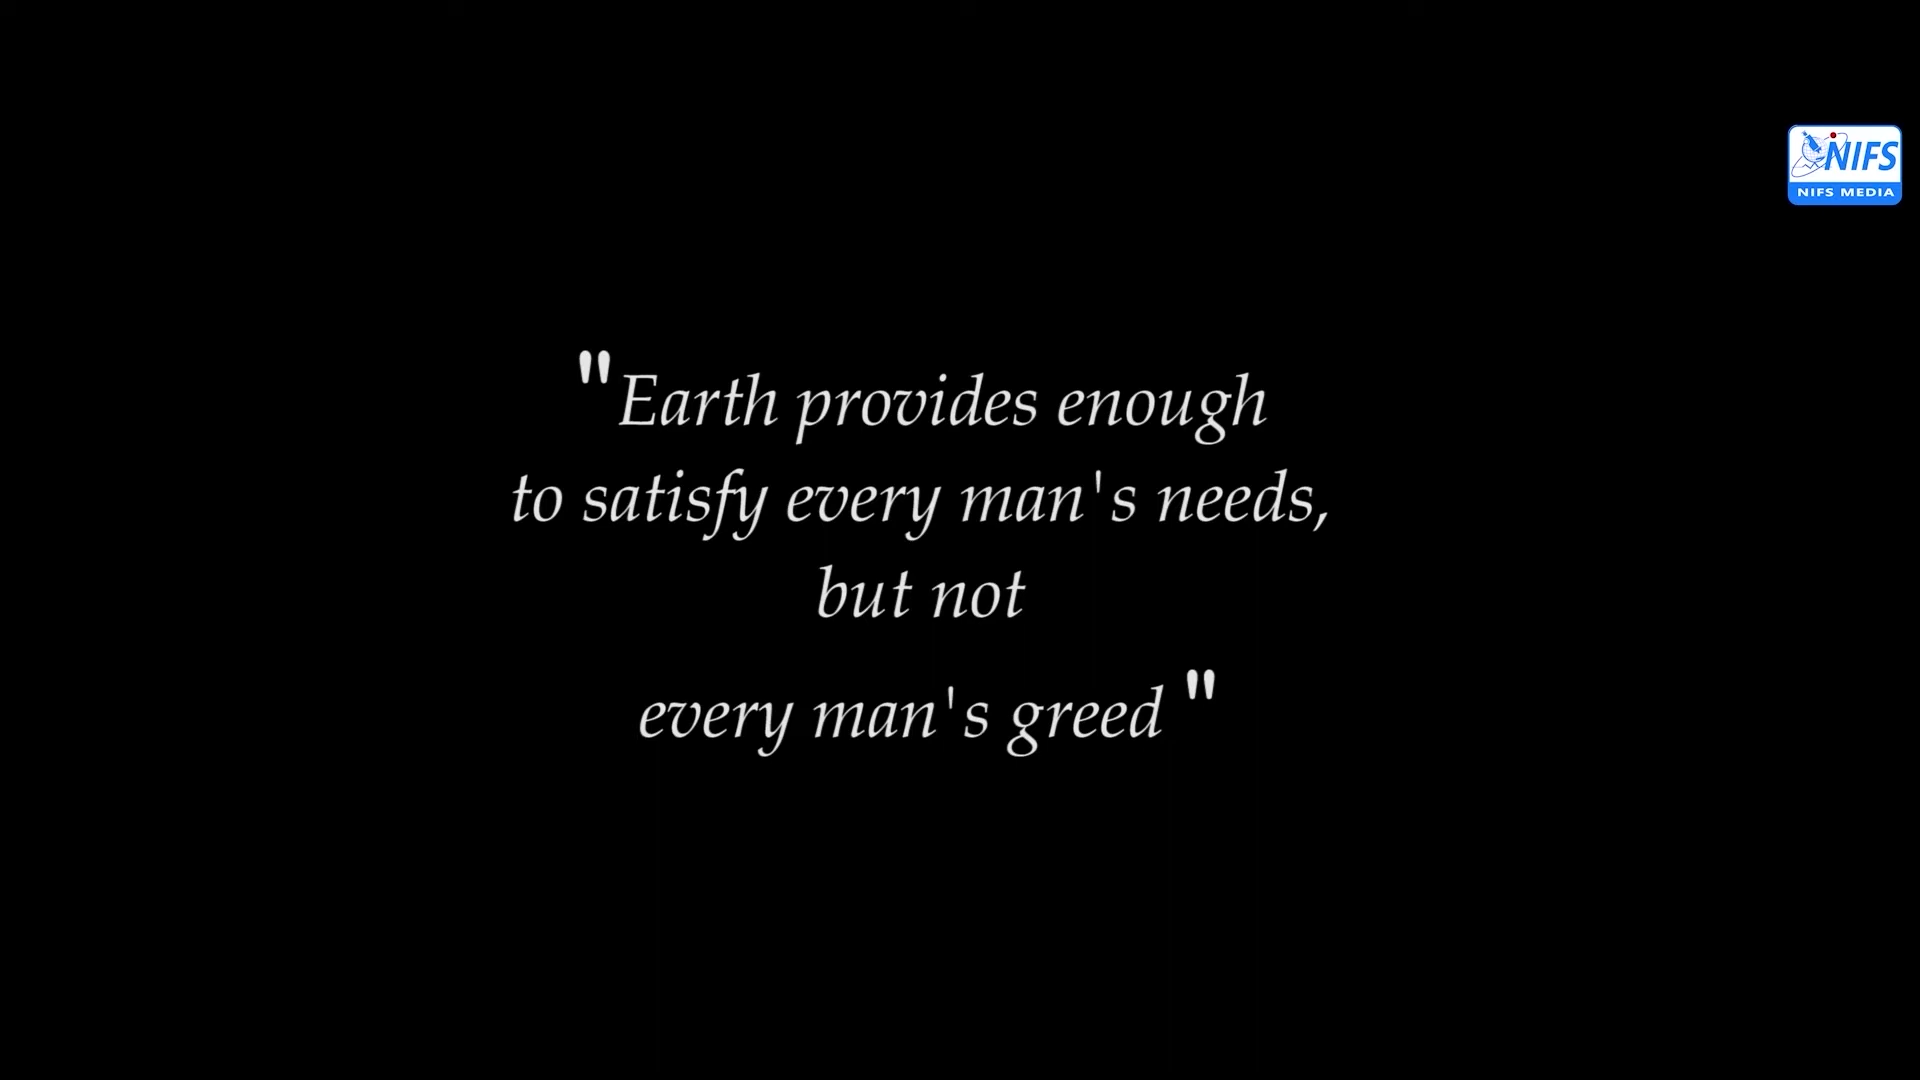 NIFS
NIFS MEDIA
"Earth provides enough
to satisfy every man's needs,
but not
every man's greed "